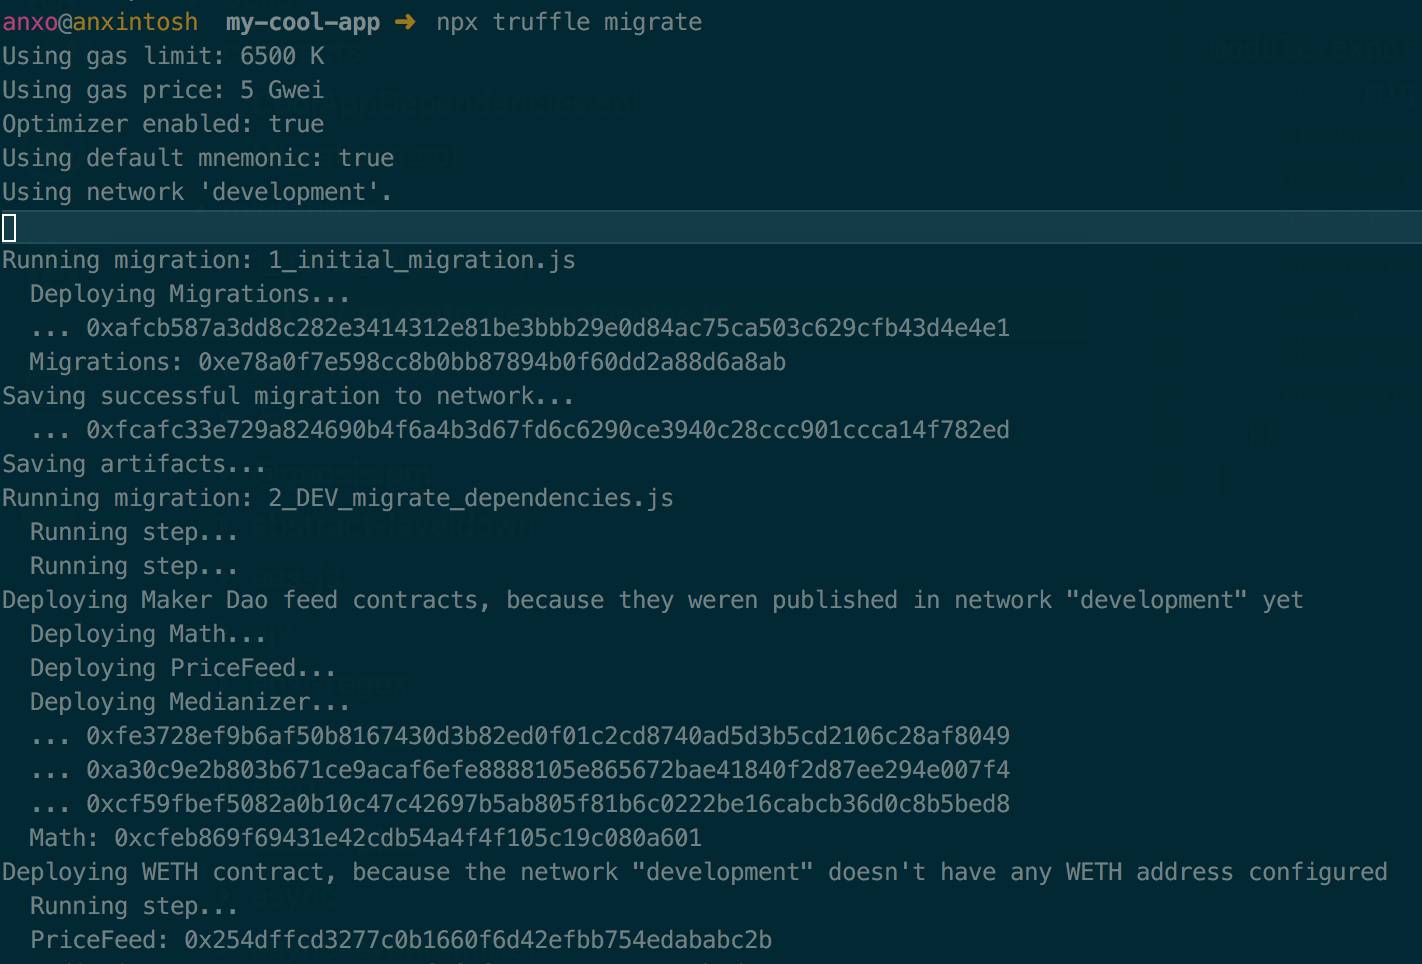 anxo@anxintosh my-cool-app ➜ npx truffle migrate
Using gas limit: 6500 K
Using gas price: 5 Gwei
Optimizer enabled: true
Using default mnemonic: true
Using network 'development'.
Running migration: 1_initial_migration.js
Deploying Migrations...
... 0xafcb587a3dd8c282e3414312e81be3bbb29e0d84ac75ca503c629cfb43d4e4e1
Migrations: 0xe78a0f7e598cc8b0bb87894b0f60dd2a88d6a8ab
Saving successful migration to network...
... 0xfcafc33e729a824690b4f6a4b3d67fd6c6290ce3940c28ccc901ccca14f782ed
Saving artifacts...
Running migration: 2_DEV_migrate_dependencies.js
Running step...
Running step...
Deploying Maker Dao feed contracts, because they weren published in network "development" yet
Deploying Math...
Deploying PriceFeed...
Deploying Medianizer...
... 0xfe3728ef9b6af50b8167430d3b82ed0f01c2cd8740ad5d3b5cd2106c28af8049
... 0xa30c9e2b803b671ce9acaf6efe8888105e865672bae41840f2d87ee294e007f4
... 0xcf59fbef5082a0b10c47c42697b5ab805f81b6c0222be16cabcb36d0c8b5bed8
Math: 0xcfeb869f69431e42cdb54a4f4f105c19c080a601
Deploying WETH contract, because the network "development" doesn't have any WETH address configured
Running step...
PriceFeed: 0x254dffcd3277c0b1660f6d42efbb754edababc2b